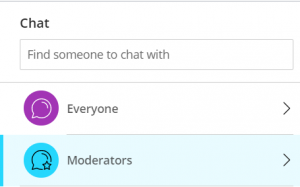 Chat
Find someone to chat with
Everyone
Moderators